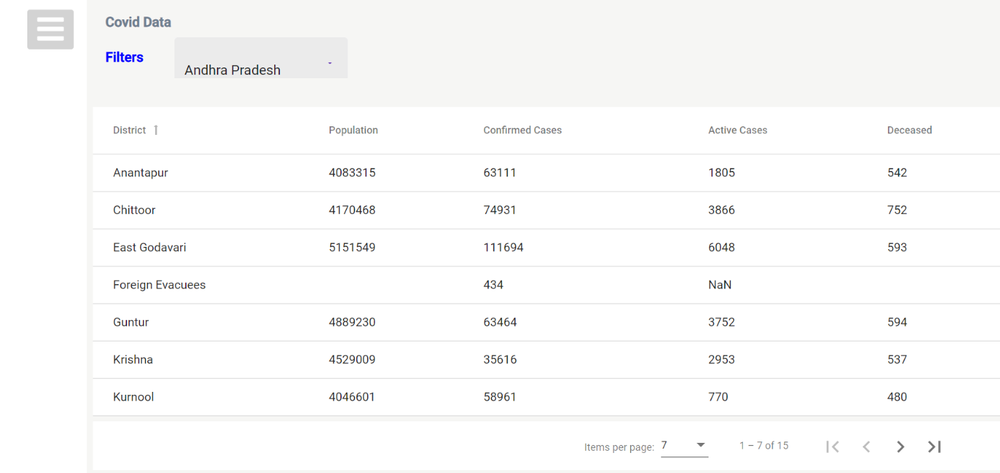 Covid Data
Filters
Andhra Pradesh
District Population Confirmed Cases Active Cases Deceased
Anantapur 4083315 63111 1805 542
Chittoor 4170468 74931 3866 752
East Godavari 5151549 111694 6048 593
Foreign Evacuees 434 NaN
Guntur 4889230 63464 3752 594
Krishna 4529009 35616 2953 537
Kurnool 4046601 58961 770 480
Items per page: 7 1 – 7 of 15